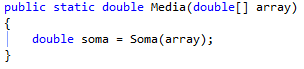 public static double Media(double[] array)
{
    double soma = Soma(array);
}